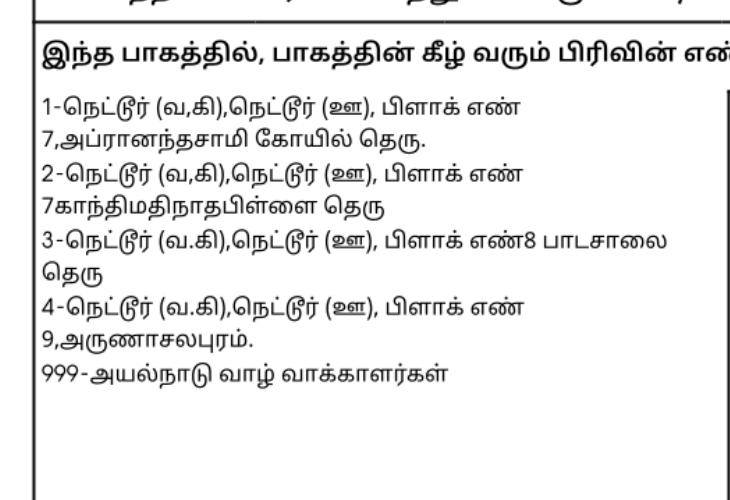 இந்த பாகத்தில், பாகத்தின் கீழ் வரும் பிரிவின் எண்
1-நெட்டூர் (வ,கி),நெட்டூர் (ஊ), பிளாக் எண்
7,அப்ரானந்தசாமி கோயில் தெரு.
2-நெட்டூர் (வ,கி),நெட்டூர் (ஊ), பிளாக் எண்
7காந்திமதிநாதபிள்ளை தெரு
3-நெட்டூர் (வ.கி),நெட்டூர் (ஊ), பிளாக் எண்8 பாடசாலை
தெரு
4-நெட்டூர் (வ.கி),நெட்டூர் (ஊ), பிளாக் எண்
9,அருணாசலபுரம்.
999-அயல்நாடு வாழ் வாக்காளர்கள்